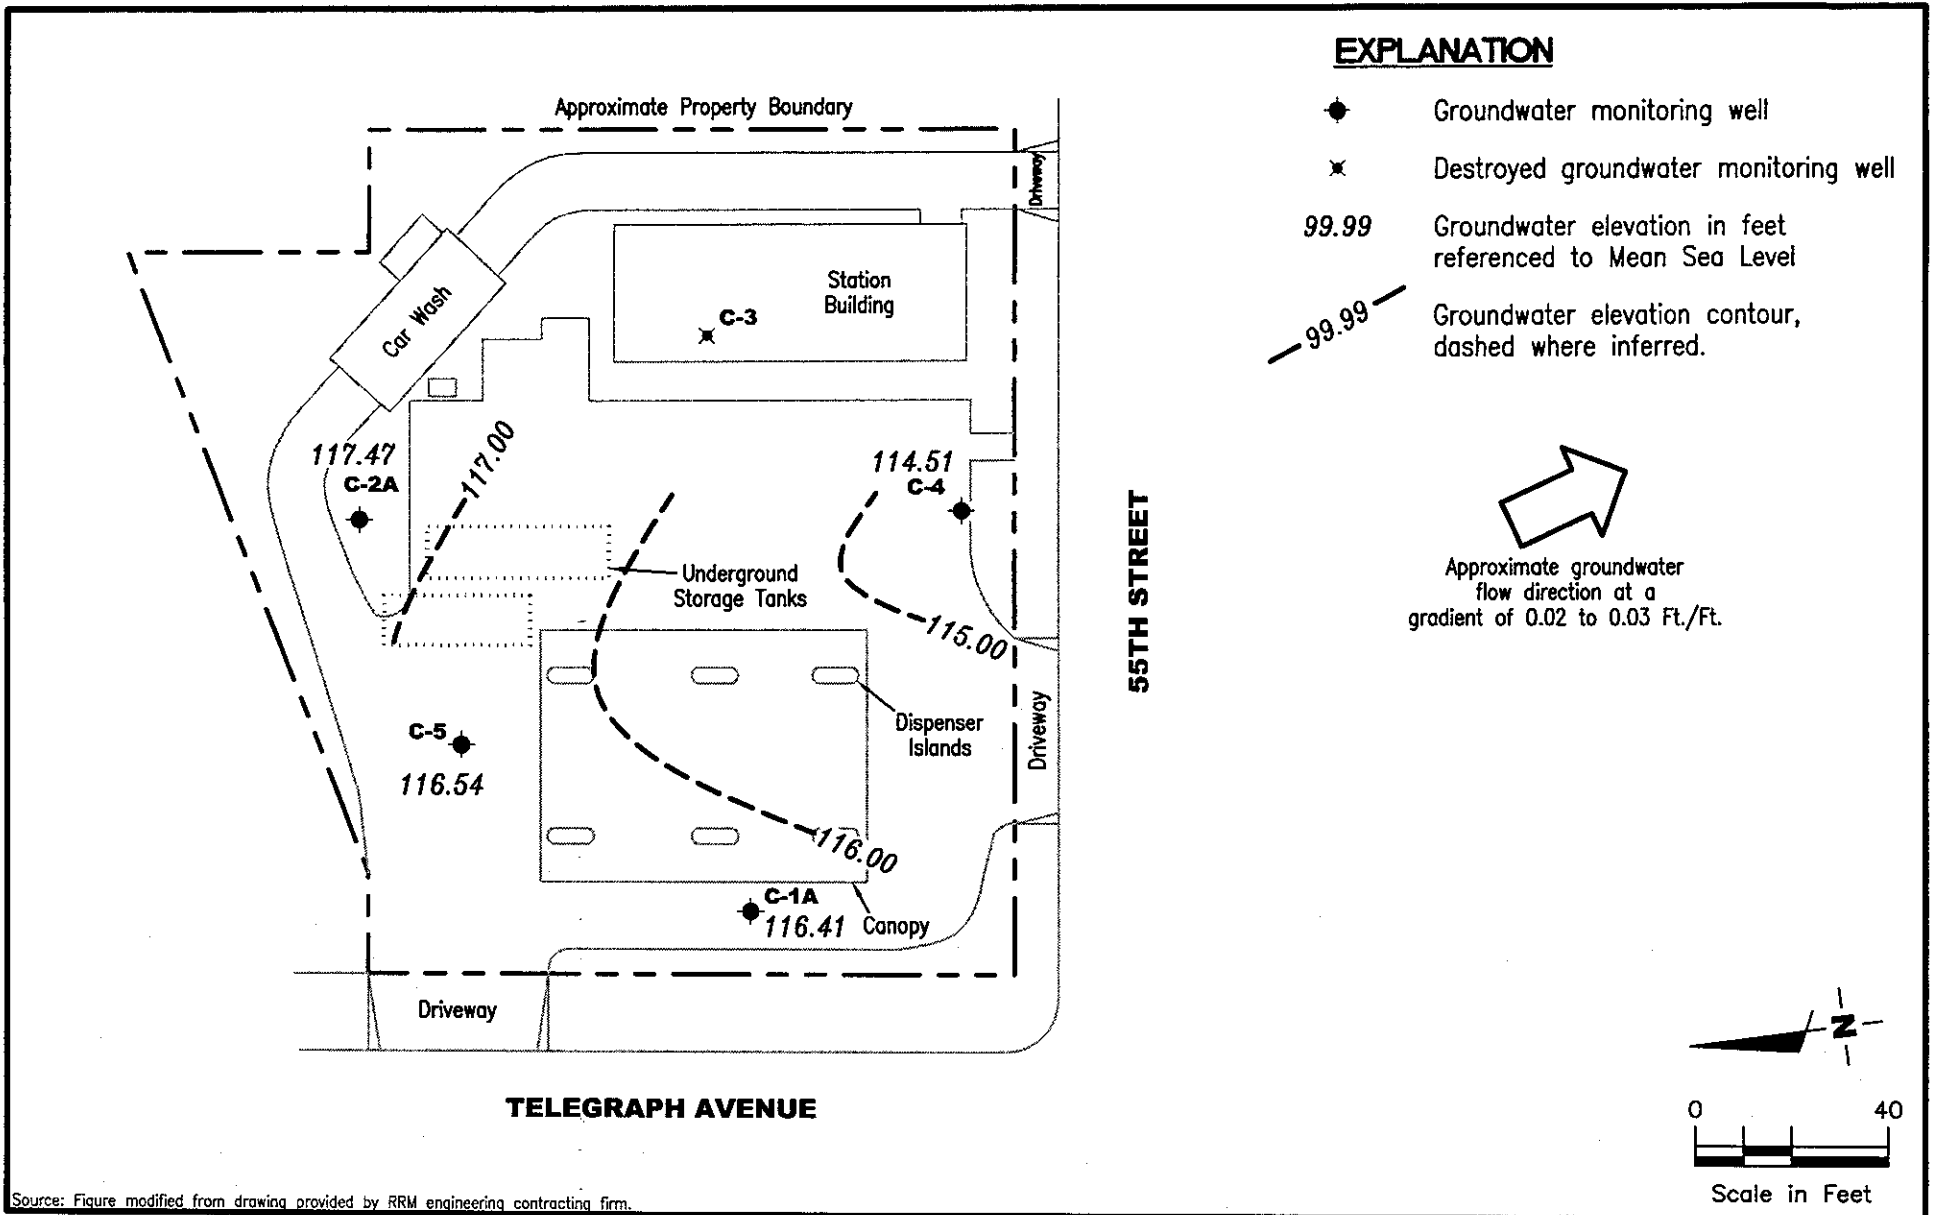 EXPLANATION
Groundwater monitoring well
Destroyed groundwater monitoring well
99.99
Groundwater elevation in feet
referenced to Mean Sea Level
99.99
Groundwater elevation contour,
dashed where inferred.
Approximate groundwater
flow direction at a
gradient of 0.02 to 0.03 Ft./Ft.
Approximate Property Boundary
Driveway
Station
Building
C-3
Car Wash
117.47
C-2A
117.00
114.51
C-4
Underground
Storage Tanks
115.00
55TH STREET
Dispenser
Islands
Driveway
C-5
116.54
116.00
C-1A
116.41
Canopy
Driveway
TELEGRAPH AVENUE
N
0 40
Scale in Feet
Source: Figure modified from drawing provided by RRM engineering contracting firm.